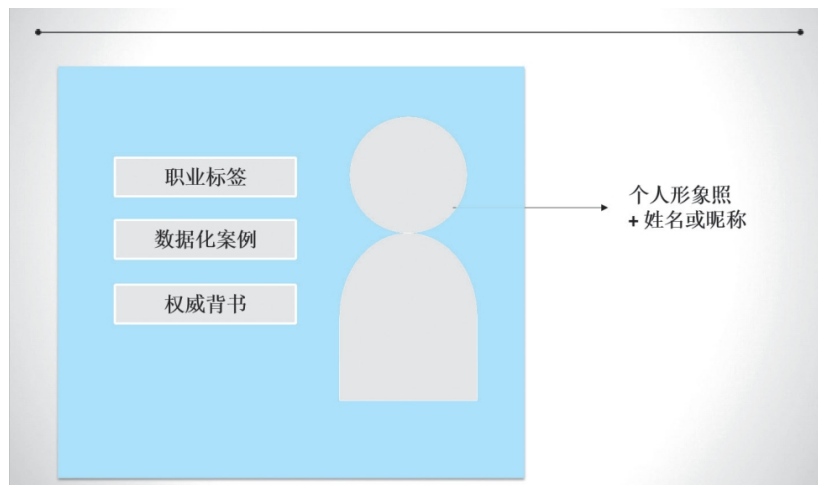 职业标签
数据化案例
权威背书
个人形象照
+ 姓名或昵称